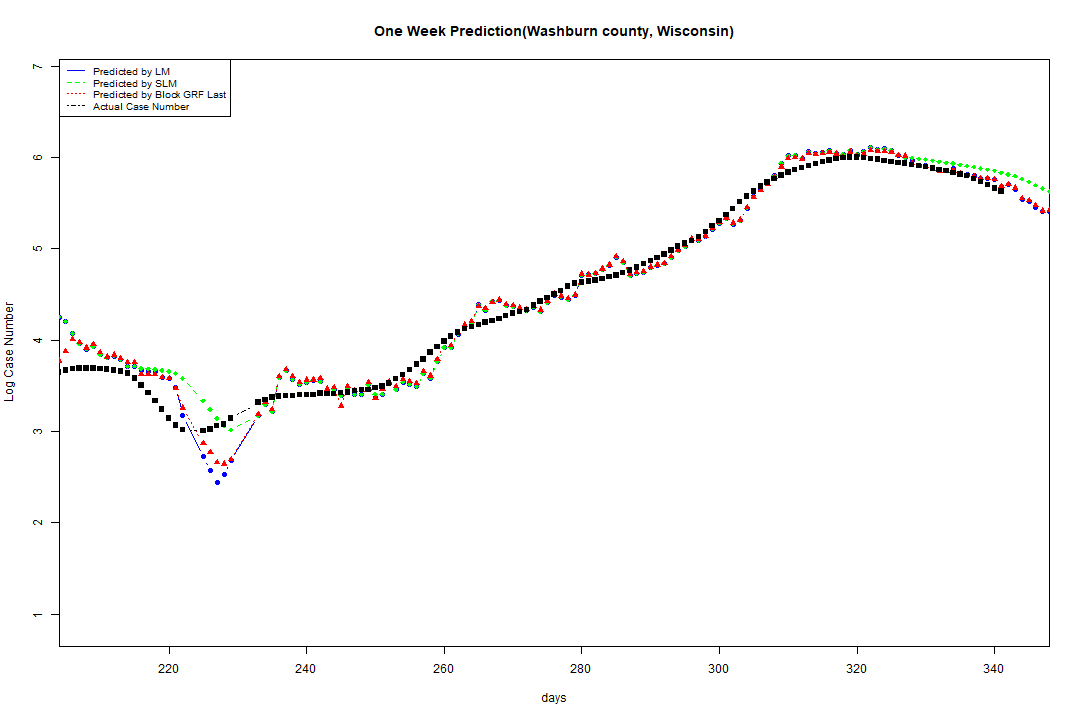 One Week Prediction(Washburn county, Wisconsin)
Predicted by LM
Predicted by SLM
Predicted by Block GRF Last
Actual Case Number
7
6
5
4
3
2
1
Log Case Number
220 240 260 280 300 320 340
days